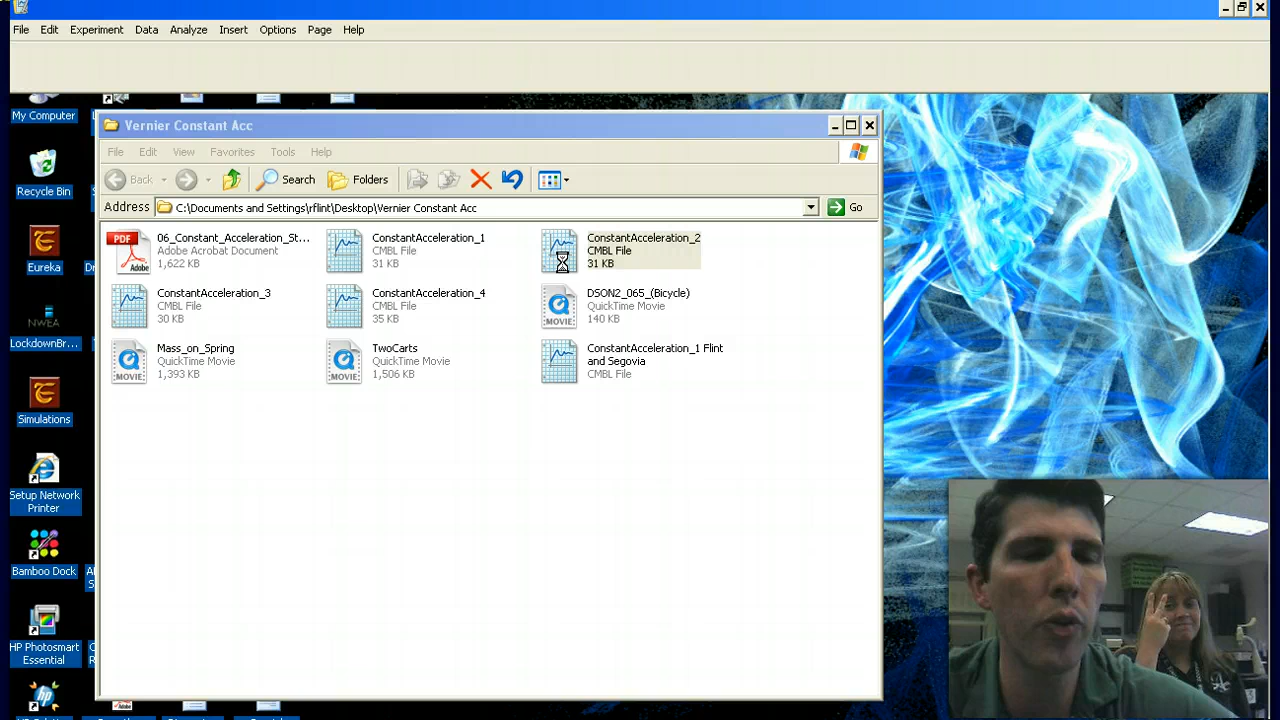 File Edit Experiment Data Analyze Insert Options Page Help
My Computer
Recycle Bin
Eureka
LockdownBr...
Simulations
Setup Network
Printer
Bamboo Dock
HP Photosmart
Essential
Vernier Constant Acc
File Edit View Favorites Tools Help
Back Search Folders
Address C:\Documents and Settings\rflint\Desktop\Vernier Constant Acc Go
PDF
Adobe
06_Constant_Acceleration_St...
Adobe Acrobat Document
1,622 KB
ConstantAcceleration_1
CMBL File
31 KB
ConstantAcceleration_2
CMBL File
31 KB
ConstantAcceleration_3
CMBL File
30 KB
ConstantAcceleration_4
CMBL File
35 KB
MOVIE
DSON2_065_(Bicycle)
QuickTime Movie
140 KB
MOVIE
Mass_on_Spring
QuickTime Movie
1,393 KB
MOVIE
TwoCarts
QuickTime Movie
1,506 KB
ConstantAcceleration_1 Flint
and Segovia
CMBL File